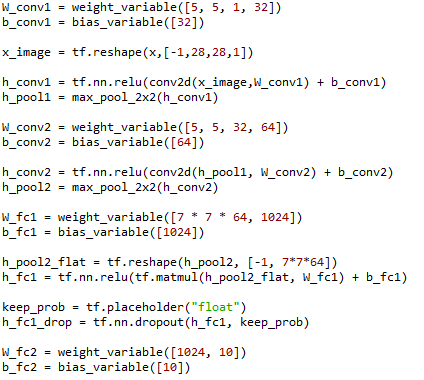 W_conv1 = weight_variable([5, 5, 1, 32])
b_conv1 = bias_variable([32])
x_image = tf.reshape(x,[-1,28,28,1])
h_conv1 = tf.nn.relu(conv2d(x_image,W_conv1) + b_conv1)
h_pool1 = max_pool_2x2(h_conv1)
W_conv2 = weight_variable([5, 5, 32, 64])
b_conv2 = bias_variable([64])
h_conv2 = tf.nn.relu(conv2d(h_pool1, W_conv2) + b_conv2)
h_pool2 = max_pool_2x2(h_conv2)
W_fc1 = weight_variable([7 * 7 * 64, 1024])
b_fc1 = bias_variable([1024])
h_pool2_flat = tf.reshape(h_pool2, [-1, 7*7*64])
h_fc1 = tf.nn.relu(tf.matmul(h_pool2_flat, W_fc1) + b_fc1)
keep_prob = tf.placeholder("float")
h_fc1_drop = tf.nn.dropout(h_fc1, keep_prob)
W_fc2 = weight_variable([1024, 10])
b_fc2 = bias_variable([10])